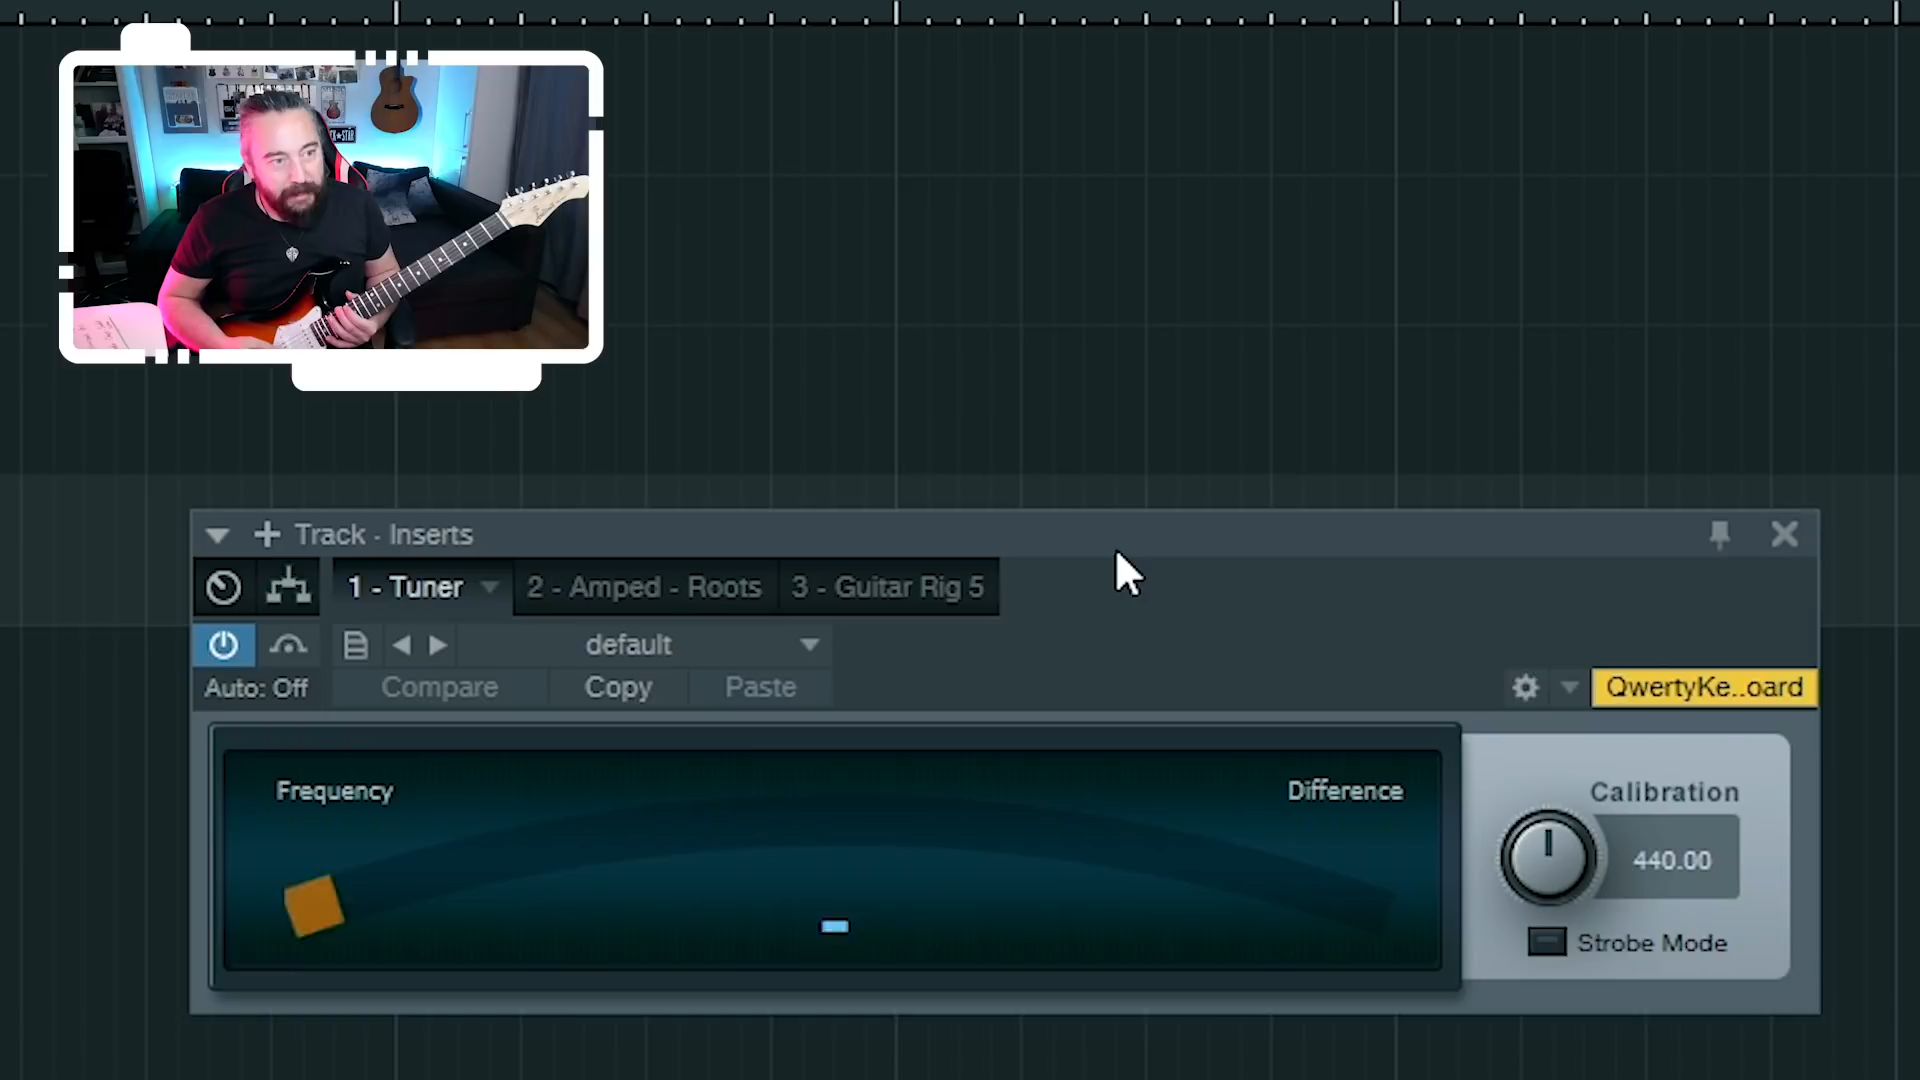 Track - Inserts
1 - Tuner
2 - Amped - Roots
3 - Guitar Rig 5
default
Auto: Off
Compare
Copy
Paste
QwertyKe..oard
Frequency
Difference
Calibration
440.00
Strobe Mode